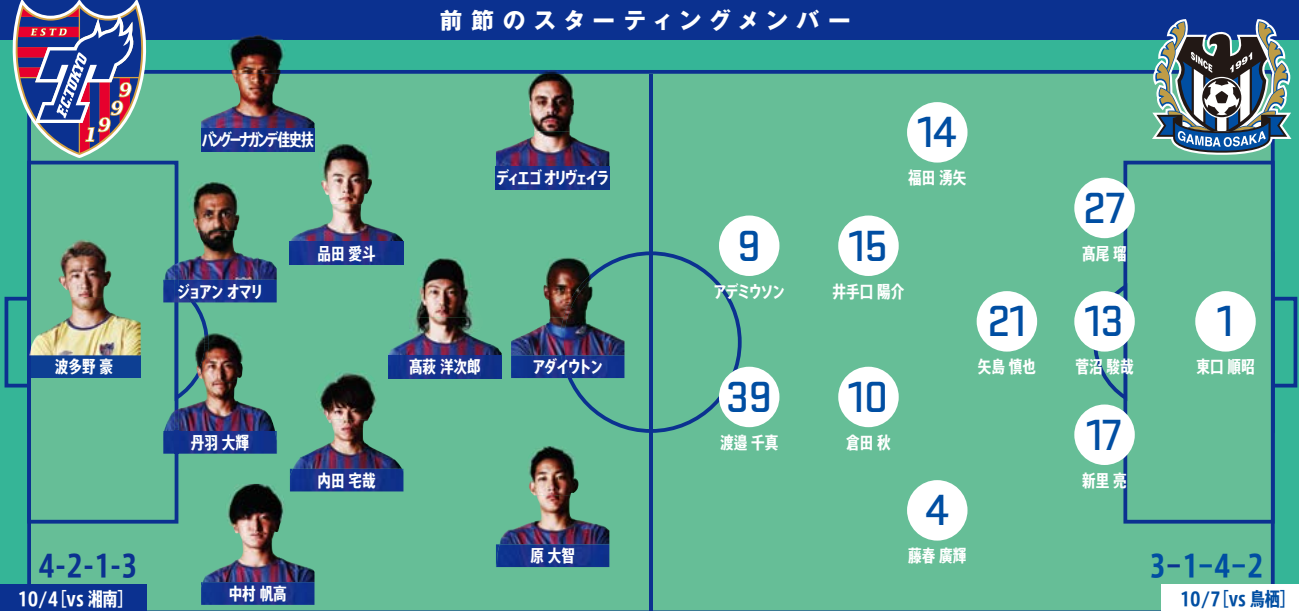 前節のスターティングメンバー
ESTD
F.C.TOKYO
1999
SINCE 1991
GAMBA OSAKA
バングーナガンデ佳史扶
ディエゴ オリヴェイラ
品田 愛斗
ジョアン オマリ
波多野 豪
髙萩 洋次郎
アダイウトン
丹羽 大輝
内田 宅哉
原 大智
中村 帆高
4-2-1-3
10/4[vs 湘南]
14
福田 湧矢
27
髙尾 瑠
9
アデミウソン
15
井手口 陽介
21
矢島 慎也
13
菅沼 駿哉
1
東口 順昭
39
渡邉 千真
10
倉田 秋
17
新里 亮
4
藤春 廣輝
3-1-4-2
10/7[vs 鳥栖]